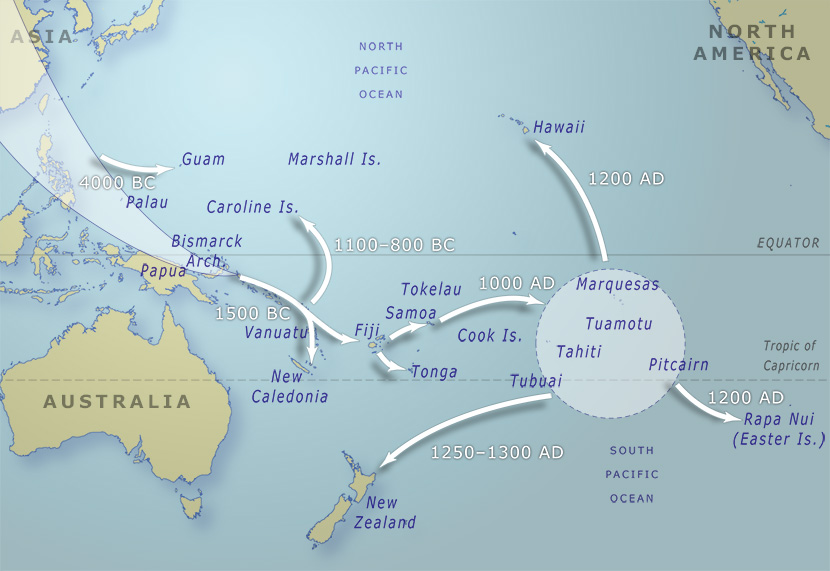 ASIA
NORTH
PACIFIC
OCEAN
NORTH
AMERICA
Hawaii
Guam
Marshall Is.
4000 BC
1200 AD
Palau
Caroline Is.
Bismarck
Arch.
1100–800 BC
EQUATOR
Papua
Tokelau
1000 AD
Marquesas
1500 BC
Samoa
Vanuatu
Fiji
Cook Is.
Tuamotu
Tahiti
Tropic of
Capricorn
Pitcairn
New
Caledonia
Tonga
Tubuai
AUSTRALIA
1200 AD
Rapa Nui
(Easter Is.)
1250–1300 AD
SOUTH
PACIFIC
OCEAN
New
Zealand